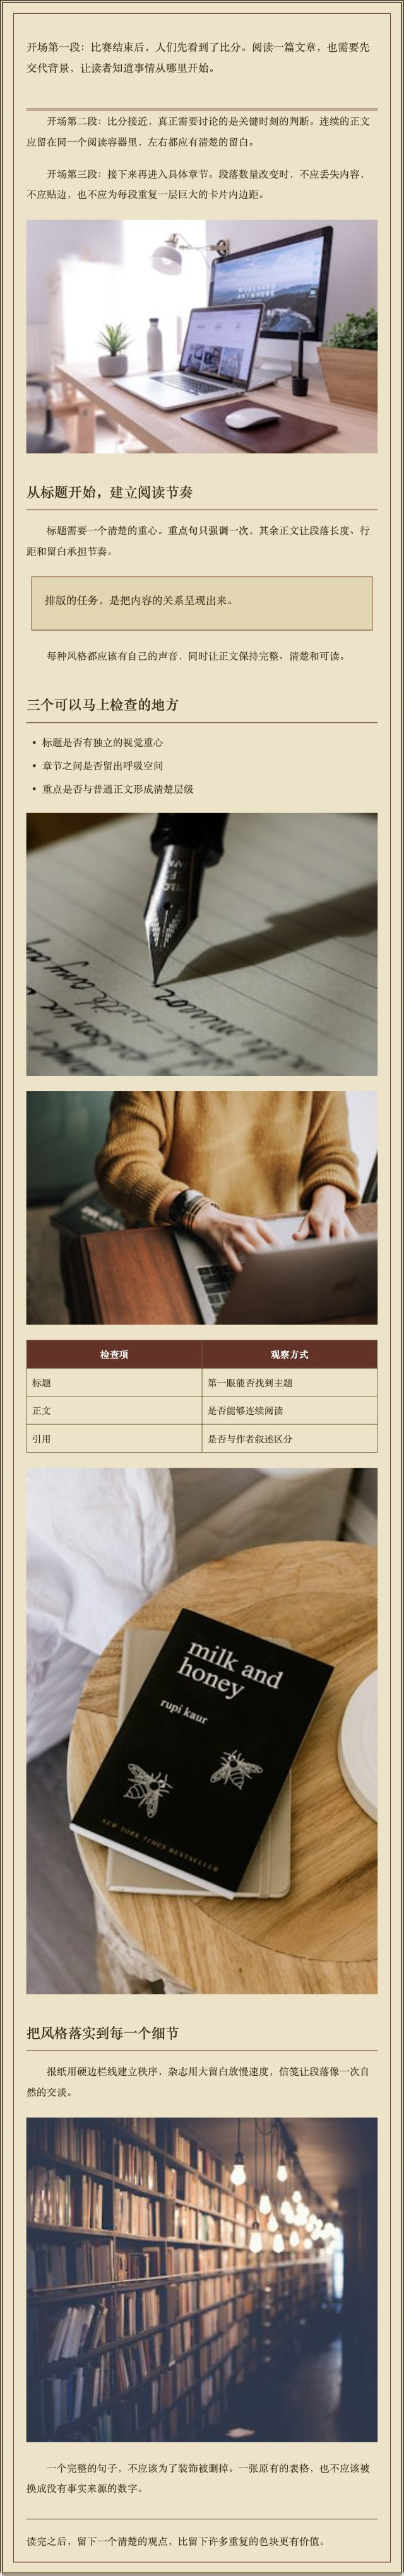 开场第一段：比赛结束后，人们先看到了比分。阅读一篇文章，也需要先
交代背景，让读者知道事情从哪里开始。
开场第二段：比分接近，真正需要讨论的是关键时刻的判断。连续的正文
应留在同一个阅读容器里，左右都应有清楚的留白。
开场第三段：接下来再进入具体章节。段落数量改变时，不应丢失内容，
不应贴边，也不应为每段重复一层巨大的卡片内边距。
从标题开始，建立阅读节奏
标题需要一个清楚的重心。重点句只强调一次，其余正文让段落长度、行
距和留白承担节奏。
排版的任务，是把内容的关系呈现出来。
每种风格都应该有自己的声音，同时让正文保持完整、清楚和可读。
三个可以马上检查的地方
• 标题是否有独立的视觉重心
• 章节之间是否留出呼吸空间
• 重点是否与普通正文形成清楚层级
检查项 观察方式
标题 第一眼能否找到主题
正文 是否能够连续阅读
引用 是否与作者叙述区分
milk and
honey
rupi kaur
NEW YORK TIMES BESTSELLER
把风格落实到每一个细节
报纸用硬边栏线建立秩序，杂志用大留白放慢速度，信笺让段落像一次自
然的交谈。
一个完整的句子，不应该为了装饰被删掉。一张原有的表格，也不应该被
换成没有事实来源的数字。
读完之后，留下一个清楚的观点，比留下许多重复的色块更有价值。